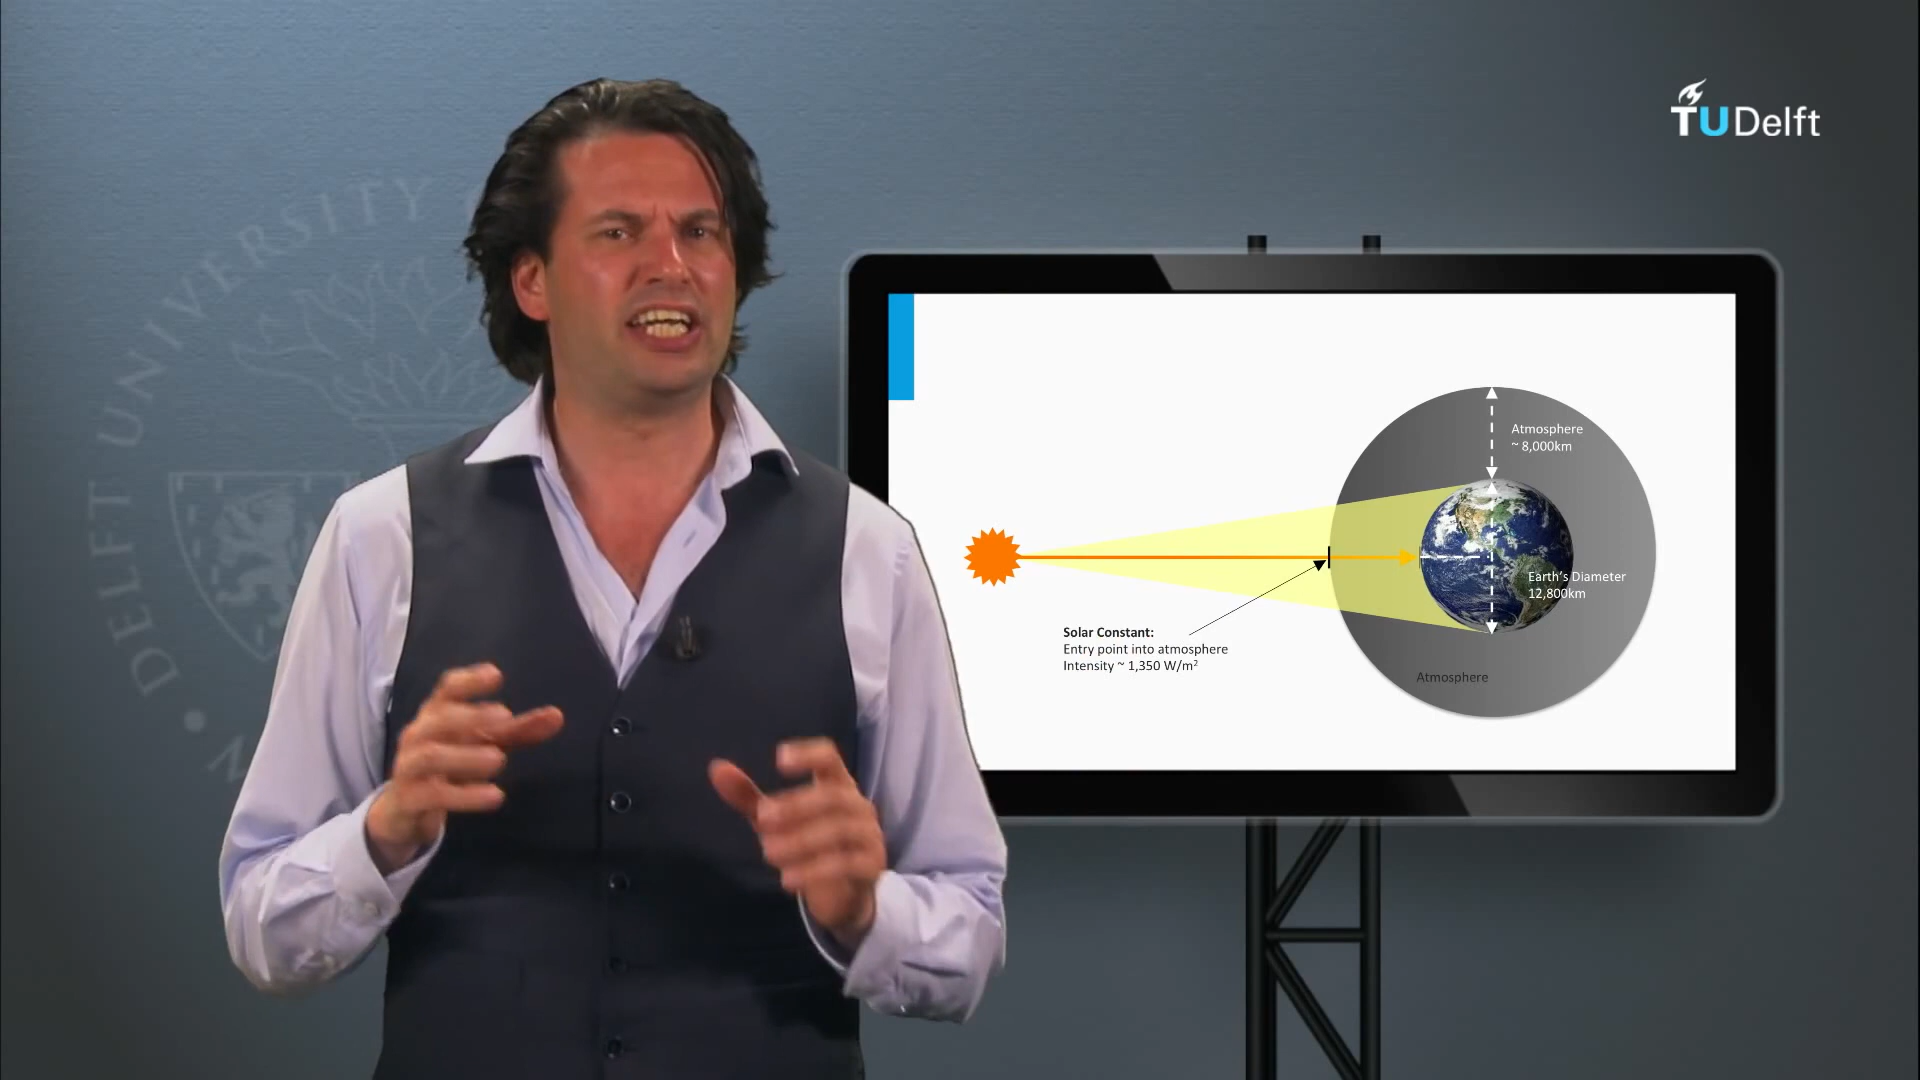 DELFT UNIVERSITY
TUDelft
Atmosphere
~ 8,000km
Earth's Diameter
12,800km
Solar Constant:
Entry point into atmosphere
Intensity ~ 1,350 W/m²
Atmosphere